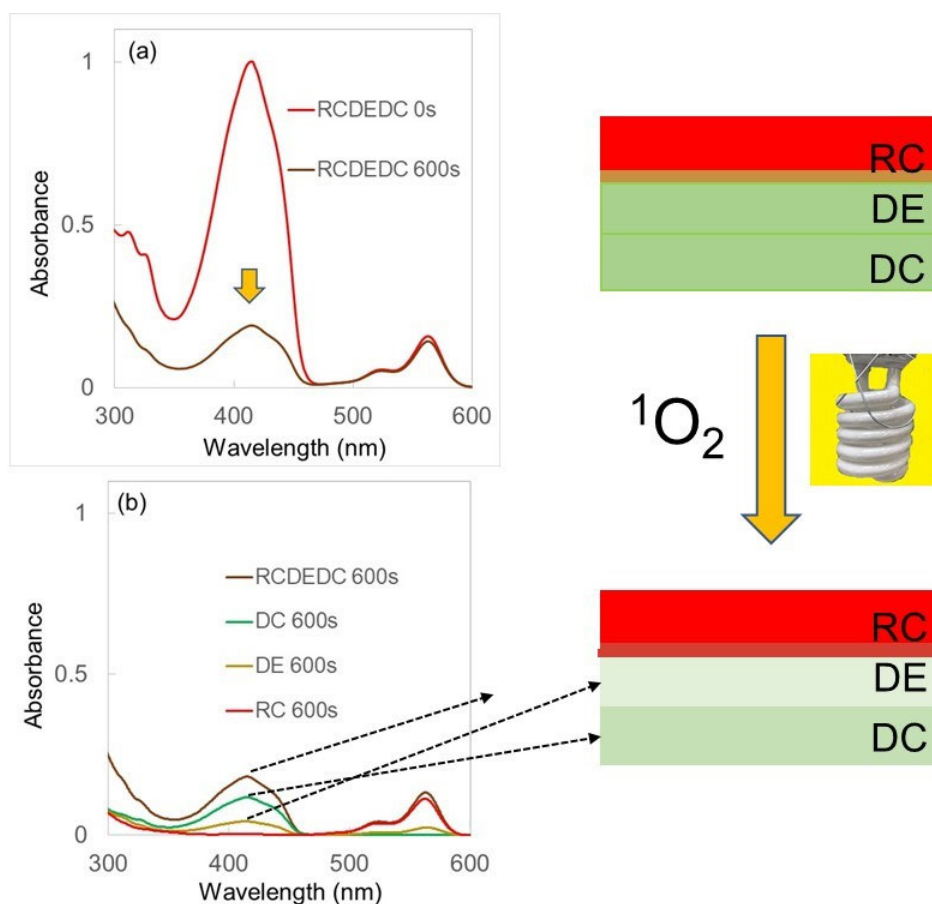 (a)
1
0.5
0
Absorbance
RCDEDC 0s
RCDEDC 600s
300 400 500 600
Wavelength (nm)
(b)
1
0.5
0
Absorbance
RCDEDC 600s
DC 600s
DE 600s
RC 600s
300 400 500 600
Wavelength (nm)
RC
DE
DC
¹O₂
RC
DE
DC